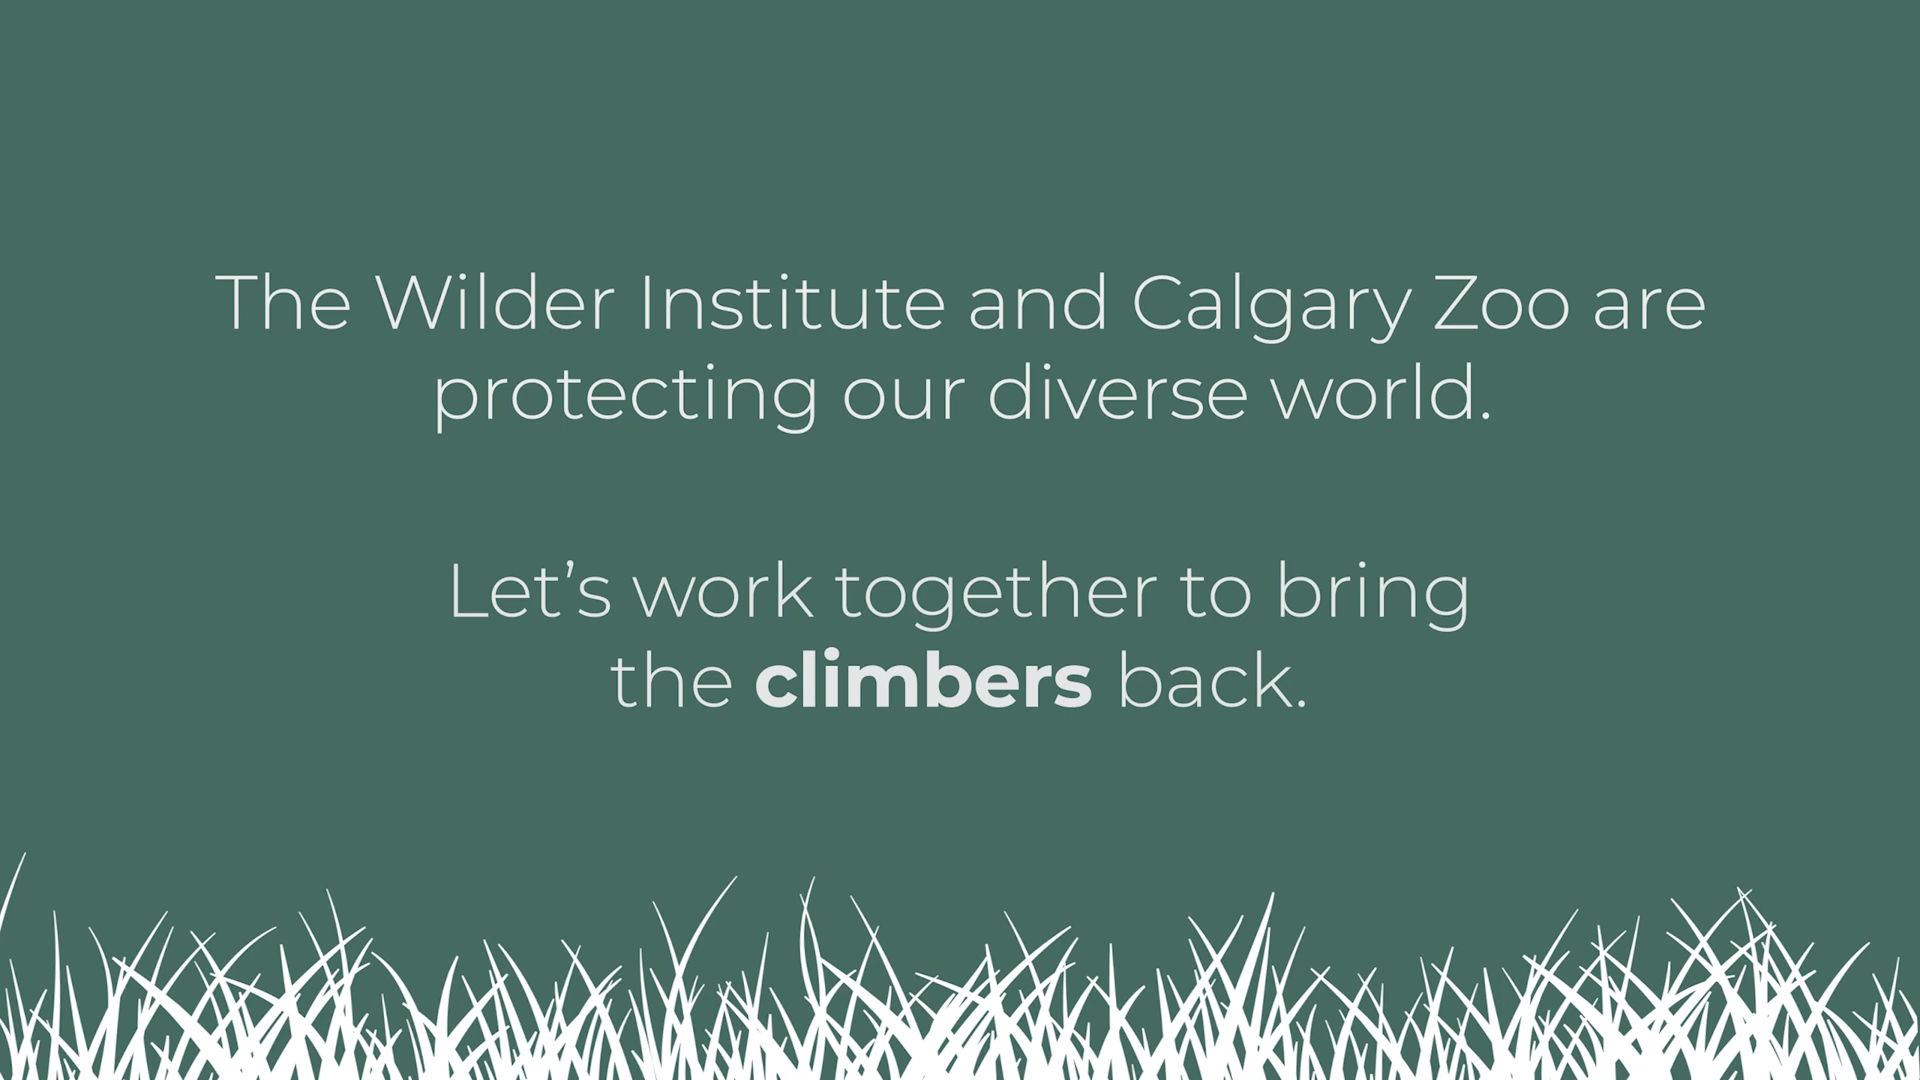 The Wilder Institute and Calgary Zoo are
protecting our diverse world.
Let’s work together to bring
the climbers back.